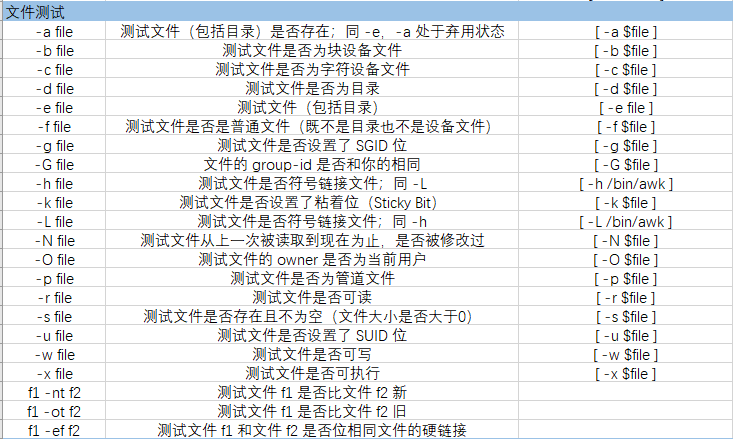 文件测试
-a file 测试文件（包括目录）是否存在；同 -e，-a 处于弃用状态 [ -a $file ]
-b file 测试文件是否为块设备文件 [ -b $file ]
-c file 测试文件是否为字符设备文件 [ -c $file ]
-d file 测试文件是否为目录 [ -d $file ]
-e file 测试文件（包括目录） [ -e file ]
-f file 测试文件是否是普通文件（既不是目录也不是设备文件） [ -f $file ]
-g file 测试文件是否设置了 SGID 位 [ -g $file ]
-G file 文件的 group-id 是否和你的相同 [ -G $file ]
-h file 测试文件是否符号链接文件；同 -L [ -h /bin/awk ]
-k file 测试文件是否设置了粘着位（Sticky Bit） [ -k $file ]
-L file 测试文件是否符号链接文件；同 -h [ -L /bin/awk ]
-N file 测试文件从上一次被读取到现在为止，是否被修改过 [ -N $file ]
-O file 测试文件的 owner 是否为当前用户 [ -O $file ]
-p file 测试文件是否为管道文件 [ -p $file ]
-r file 测试文件是否可读 [ -r $file ]
-s file 测试文件是否存在且不为空（文件大小是否大于0） [ -s $file ]
-u file 测试文件是否设置了 SUID 位 [ -u $file ]
-w file 测试文件是否可写 [ -w $file ]
-x file 测试文件是否可执行 [ -x $file ]
f1 -nt f2 测试文件 f1 是否比文件 f2 新
f1 -ot f2 测试文件 f1 是否比文件 f2 旧
f1 -ef f2 测试文件 f1 和文件 f2 是否位相同文件的硬链接